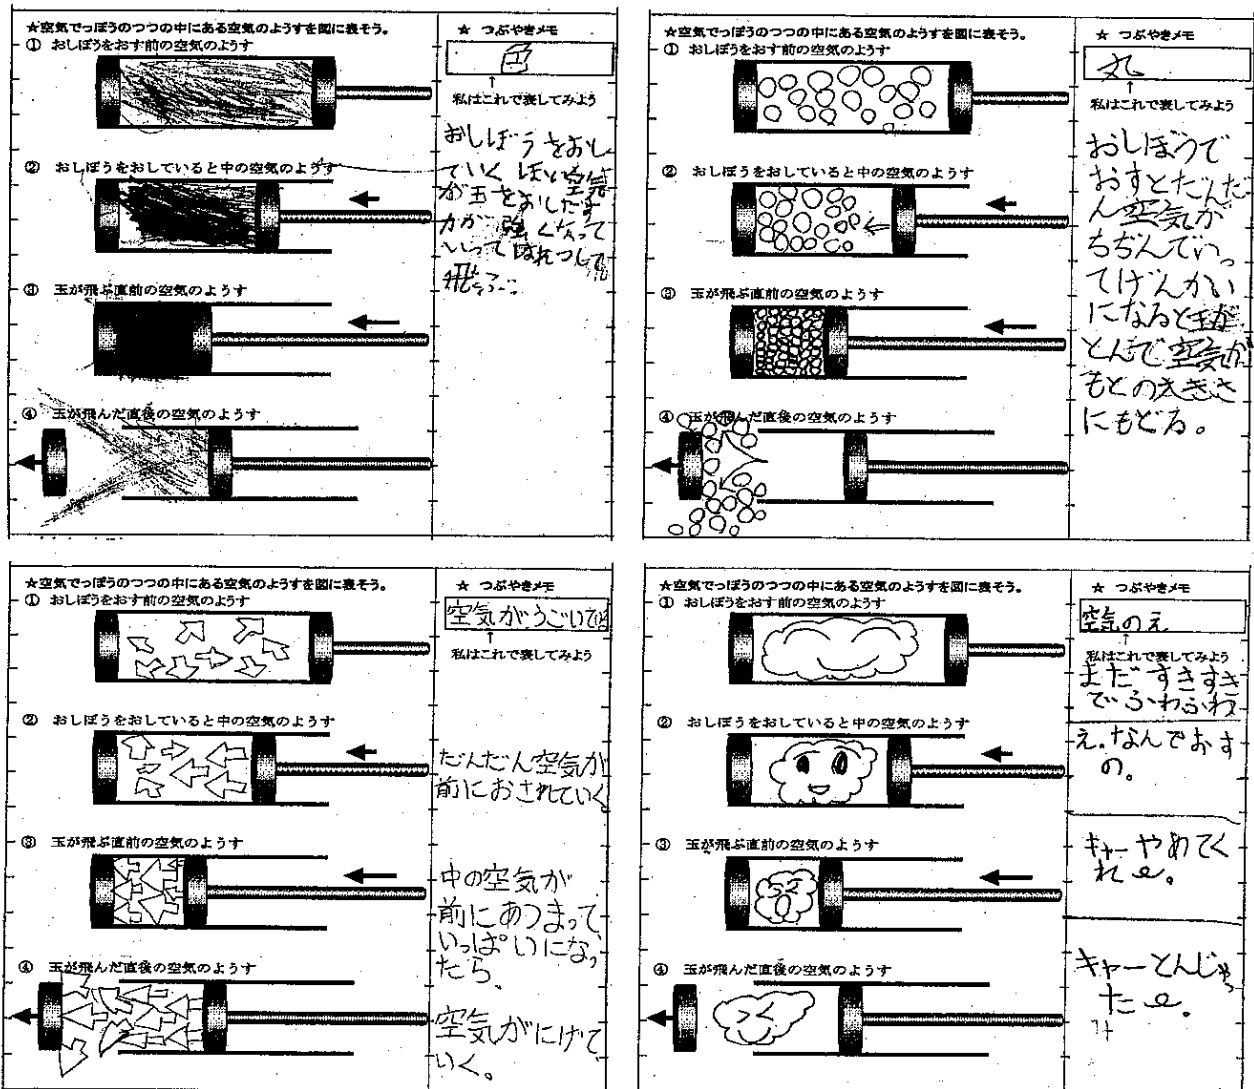 ★空気でっぽうのつつの中にある空気のようすを図に表そう。
① おしぼうをおす前の空気のようす
② おしぼうをおしていると中の空気のようす
③ 玉が飛ぶ直前の空気のようす
④ 玉が飛んだ直後の空気のようす
★ つぶやきメモ
私はこれで表してみよう
おしぼうをおし
ていく
空気
が玉をおしだす
力が 強くなって
いって はれつして
飛ぶ
★空気でっぽうのつつの中にある空気のようすを図に表そう。
① おしぼうをおす前の空気のようす
② おしぼうをおしていると中の空気のようす
③ 玉が飛ぶ直前の空気のようす
④ 玉が飛んだ直後の空気のようす
★ つぶやきメモ
丸
私はこれで表してみよう
おしぼうで
おすとだんだ
ん空気が
ちぢんでいっ
てげんかい
になると玉が
とんで空気が
もとの大きさ
にもどる。
★空気でっぽうのつつの中にある空気のようすを図に表そう。
① おしぼうをおす前の空気のようす
② おしぼうをおしていると中の空気のようす
③ 玉が飛ぶ直前の空気のようす
④ 玉が飛んだ直後の空気のようす
★ つぶやきメモ
空気がうごいてる
私はこれで表してみよう
だんだん空気が
前におされていく
中の空気が
前にあつまって
いっぱいになっ
たら、
空気がにげて
いく。
★空気でっぽうのつつの中にある空気のようすを図に表そう。
① おしぼうをおす前の空気のようす
② おしぼうをおしていると中の空気のようす
③ 玉が飛ぶ直前の空気のようす
④ 玉が飛んだ直後の空気のようす
★ つぶやきメモ
空気のえ
私はこれで表してみよう
まだすきすき
でふわふわ
え.なんでおす
の。
キャーやめてく
れ〜。
キャーとんじゃっ
た〜。